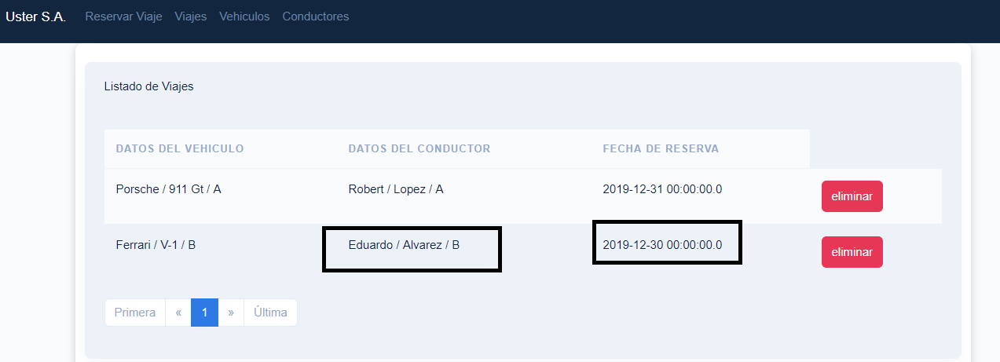 Uster S.A. Reservar Viaje Viajes Vehiculos Conductores
Listado de Viajes
DATOS DEL VEHICULO DATOS DEL CONDUCTOR FECHA DE RESERVA
Porsche / 911 Gt / A Robert / Lopez / A 2019-12-31 00:00:00.0 eliminar
Ferrari / V-1 / B Eduardo / Alvarez / B 2019-12-30 00:00:00.0 eliminar
Primera « 1 » Última